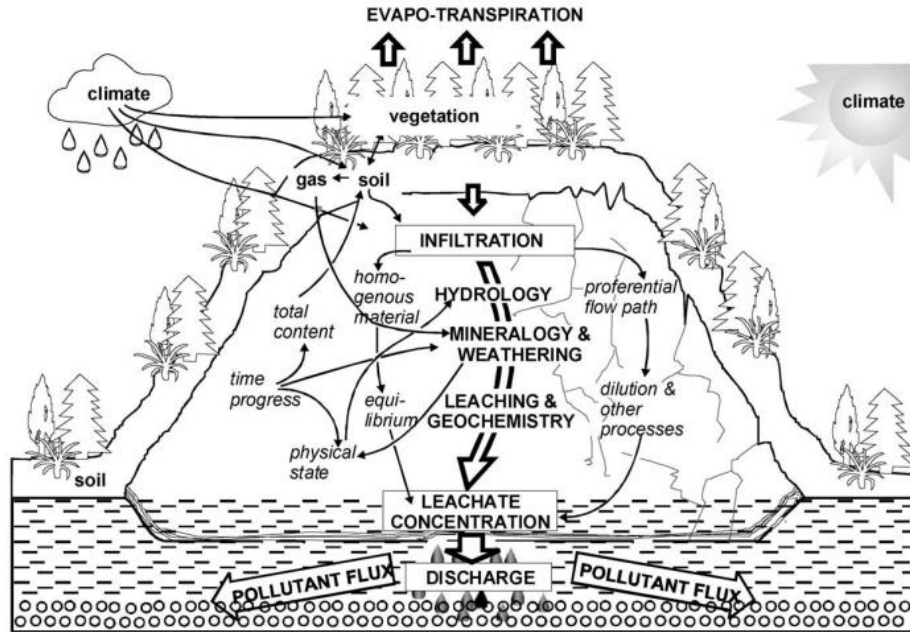 EVAPO-TRANSPIRATION
climate
climate
vegetation
gas
soil
INFILTRATION
homo-
genous
material
HYDROLOGY
proferential
flow path
total
content
MINERALOGY &
WEATHERING
time
progress
equi-
librium
LEACHING &
GEOCHEMISTRY
dilution &
other
processes
physical
state
soil
LEACHATE
CONCENTRATION
POLLUTANT FLUX
DISCHARGE
POLLUTANT FLUX